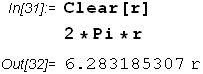 In[31]:= Clear[r]
2*Pi*r
Out[32]= 6.283185307 r